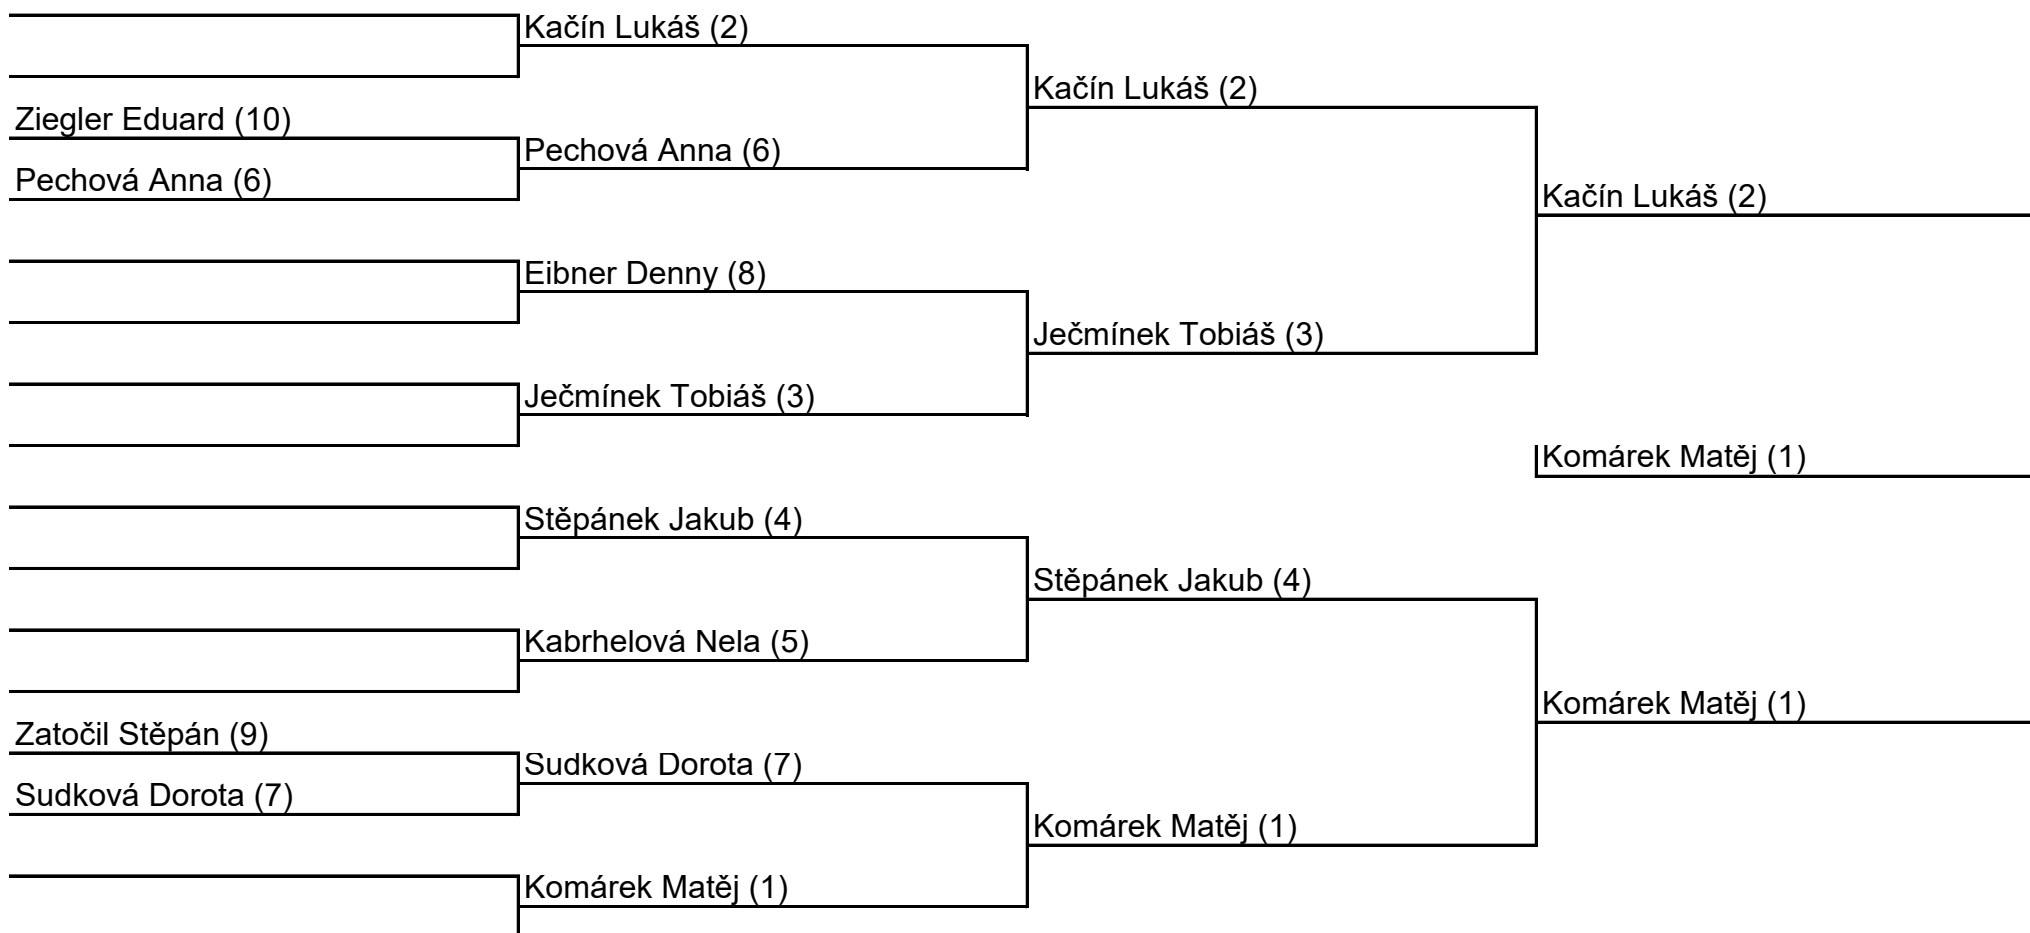 Kačín Lukáš (2)
Kačín Lukáš (2)
Ziegler Eduard (10)
Pechová Anna (6)
Pechová Anna (6)
Kačín Lukáš (2)
Eibner Denny (8)
Ječmínek Tobiáš (3)
Ječmínek Tobiáš (3)
Komárek Matěj (1)
Stěpánek Jakub (4)
Stěpánek Jakub (4)
Kabrhelová Nela (5)
Komárek Matěj (1)
Zatočil Stěpán (9)
Sudková Dorota (7)
Sudková Dorota (7)
Komárek Matěj (1)
Komárek Matěj (1)